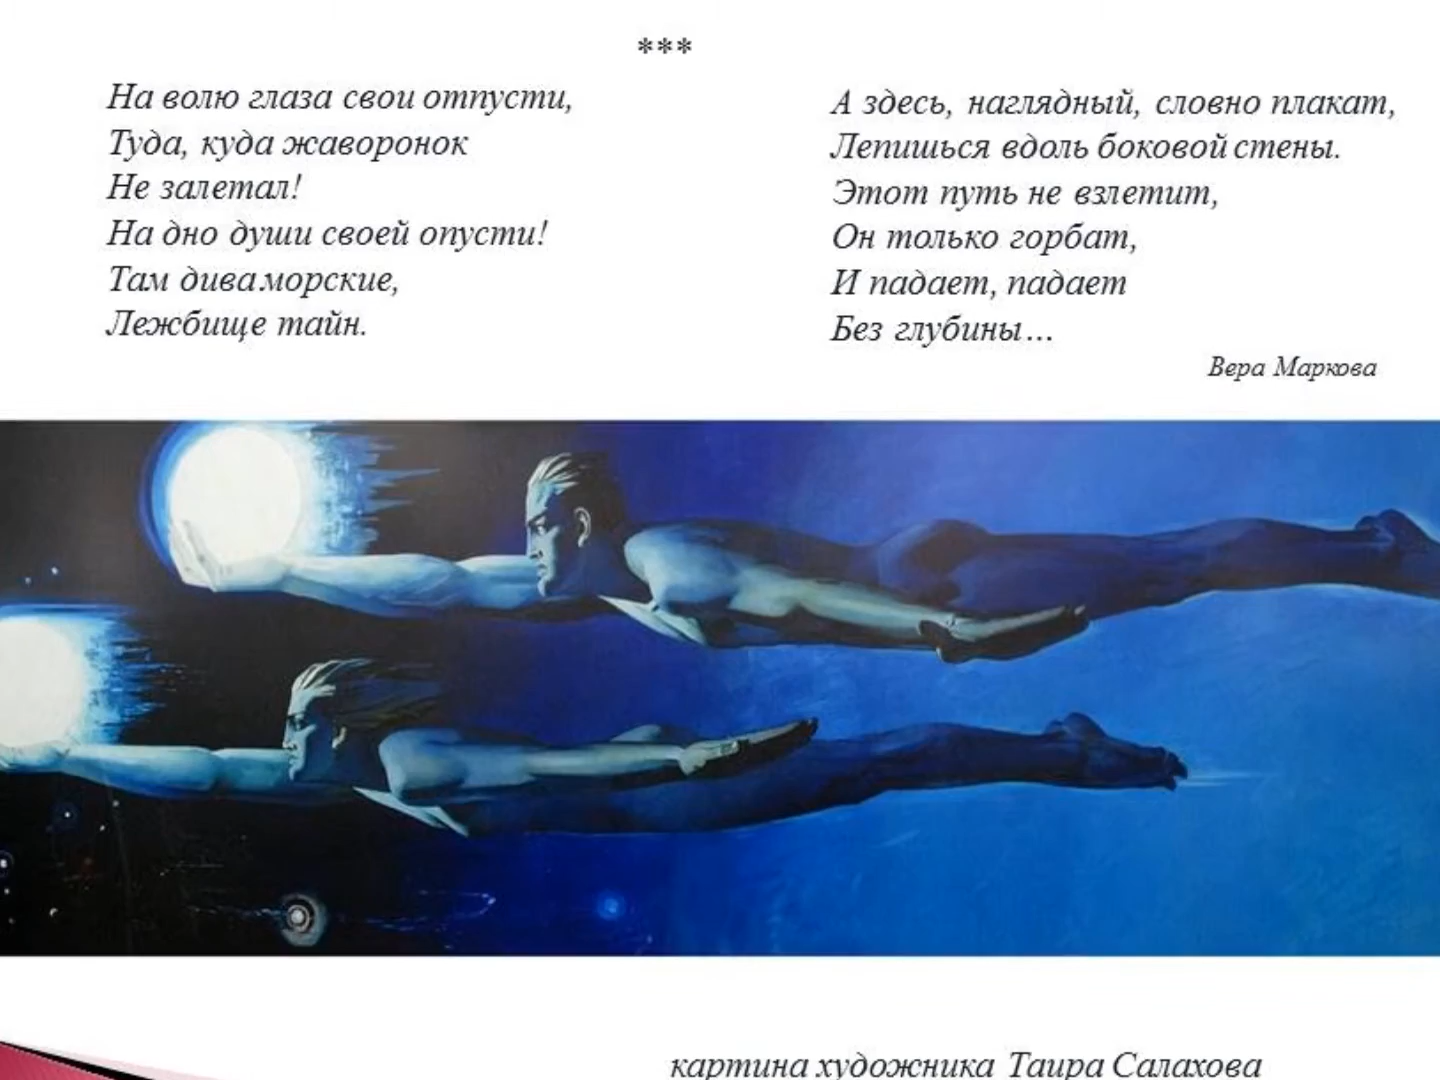 ***
На волю глаза свои отпусти,
Туда, куда жаворонок
Не залетал!
На дно души своей опусти!
Там дива морские,
Лежбище тайн.
А здесь, наглядный, словно плакат,
Лепишься вдоль боковой стены.
Этот путь не взлетит,
Он только горбат,
И падает, падает
Без глубины...
Вера Маркова
картина художника Таира Салахова